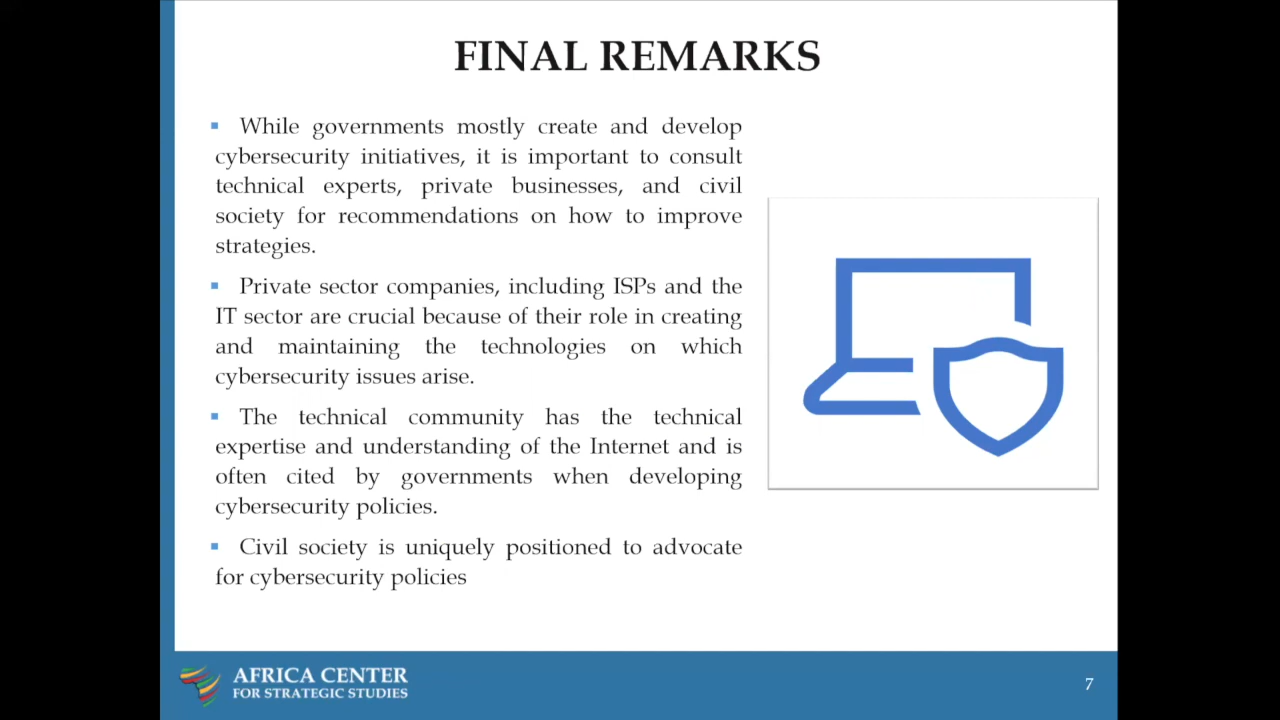 FINAL REMARKS
▪ While governments mostly create and develop
cybersecurity initiatives, it is important to consult
technical experts, private businesses, and civil
society for recommendations on how to improve
strategies.
▪ Private sector companies, including ISPs and the
IT sector are crucial because of their role in creating
and maintaining the technologies on which
cybersecurity issues arise.
▪ The technical community has the technical
expertise and understanding of the Internet and is
often cited by governments when developing
cybersecurity policies.
▪ Civil society is uniquely positioned to advocate
for cybersecurity policies
AFRICA CENTER
FOR STRATEGIC STUDIES
7